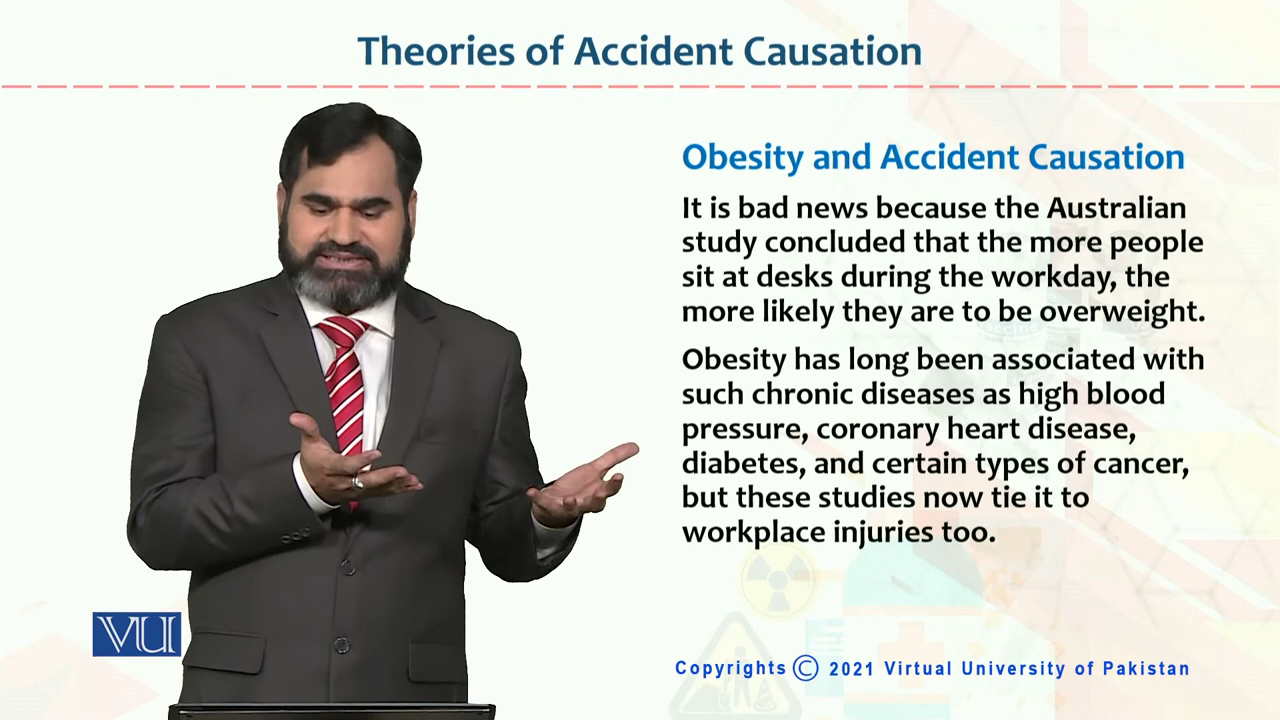 Theories of Accident Causation
Obesity and Accident Causation
It is bad news because the Australian
study concluded that the more people
sit at desks during the workday, the
more likely they are to be overweight.
Obesity has long been associated with
such chronic diseases as high blood
pressure, coronary heart disease,
diabetes, and certain types of cancer,
but these studies now tie it to
workplace injuries too.
VU
Copyrights © 2021 Virtual University of Pakistan